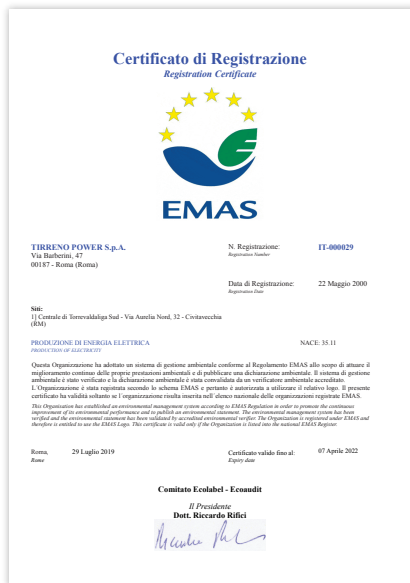 Certificato di Registrazione
Registration Certificate
EMAS
TIRRENO POWER S.p.A.
Via Barberini, 47
00187 - Roma (Roma)
N. Registrazione: IT-000029
Registration Number
Data di Registrazione: 22 Maggio 2000
Registration Date
Siti:
1] Centrale di Torrevaldaliga Sud - Via Aurelia Nord, 32 - Civitavecchia
(RM)
PRODUZIONE DI ENERGIA ELETTRICA NACE: 35.11
PRODUCTION OF ELECTRICITY
Questa Organizzazione ha adottato un sistema di gestione ambientale conforme al Regolamento EMAS allo scopo di attuare il
miglioramento continuo delle proprie prestazioni ambientali e di pubblicare una dichiarazione ambientale. Il sistema di gestione
ambientale è stato verificato e la dichiarazione ambientale è stata convalidata da un verificatore ambientale accreditato.
L'Organizzazione è stata registrata secondo lo schema EMAS e pertanto è autorizzata a utilizzare il relativo logo. Il presente
certificato ha validità soltanto se l'organizzazione risulta inserita nell'elenco nazionale delle organizzazioni registrate EMAS.
This Organisation has established an environmental management system according to EMAS Regulation in order to promote the continuous
improvement of its environmental performance and to publish an environmental statement. The environmental management system has been
verified and the environmental statement has been validated by accredited environmental verifier. The Organization is registered under EMAS and
therefore is entitled to use the EMAS Logo. This certificate is valid only if the Organization is listed into the national EMAS Register.
Roma, 29 Luglio 2019
Rome
Certificato valido fino al: 07 Aprile 2022
Expiry date
Comitato Ecolabel - Ecoaudit
Il Presidente
Dott. Riccardo Rifici